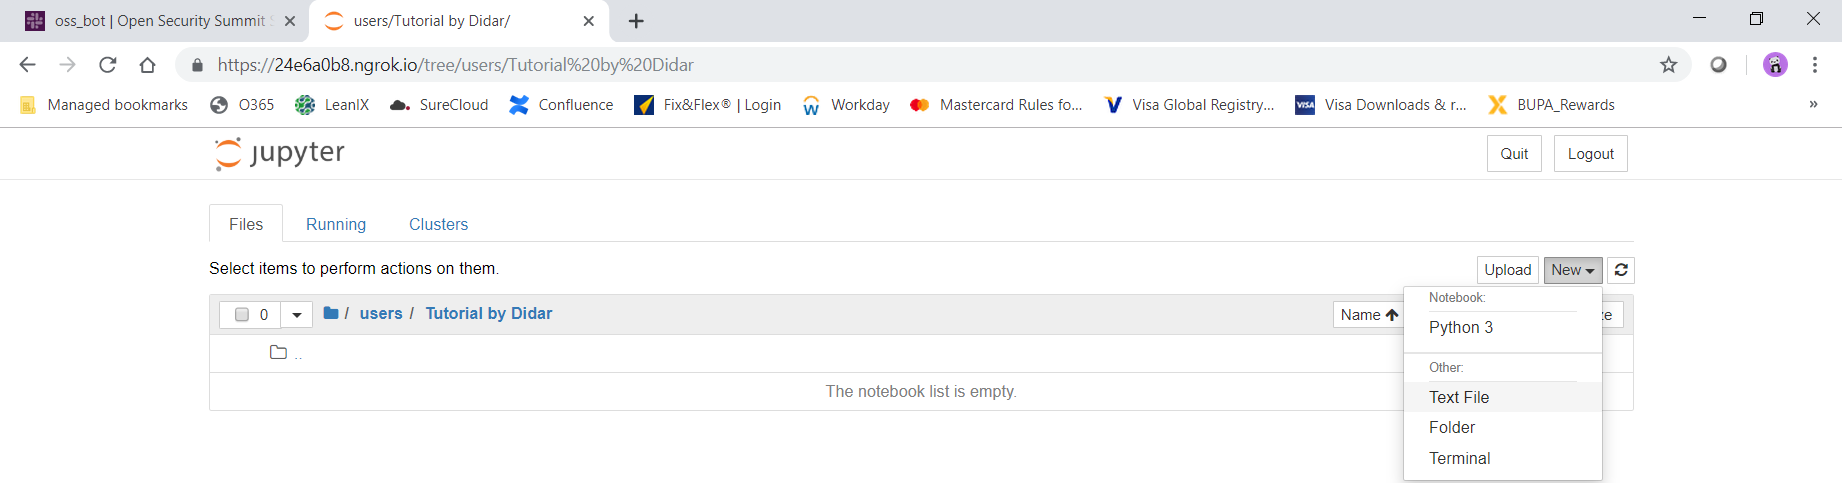 oss_bot | Open Security Summit
users/Tutorial by Didar/
https://24e6a0b8.ngrok.io/tree/users/Tutorial%20by%20Didar
Managed bookmarks O365 LeanIX SureCloud Confluence Fix&Flex® | Login Workday Mastercard Rules fo... Visa Global Registry... VISA Visa Downloads & r... BUPA_Rewards »
jupyter
Quit Logout
Files Running Clusters
Select items to perform actions on them.
Upload New
0 / users / Tutorial by Didar
Name ze
..
The notebook list is empty.
Notebook:
Python 3
Other:
Text File
Folder
Terminal